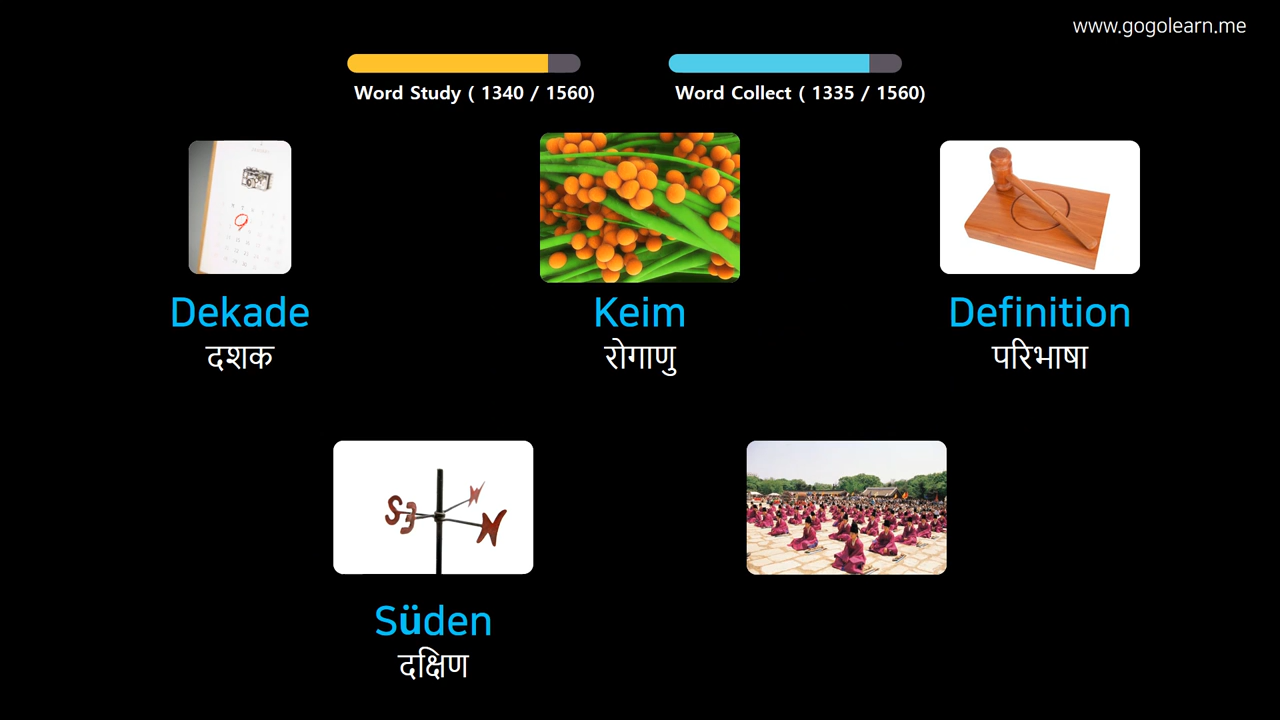 www.gogolearn.me
Word Study ( 1340 / 1560)
Word Collect ( 1335 / 1560)
Dekade
दशक
Keim
रोगाणु
Definition
परिभाषा
Süden
दक्षिण